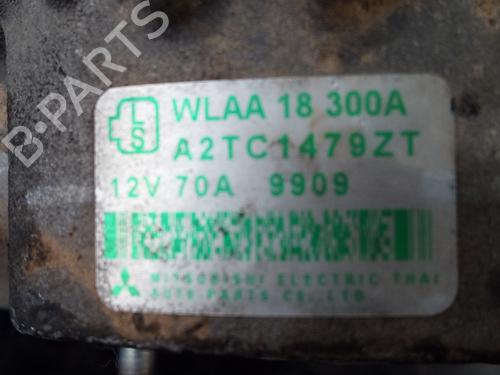 WLAA 18 300A
A2TC1479ZT
12V 70A 9909
MITSUBISHI ELECTRIC THAI
AUTO PARTS CO., LTD.
B-PARTS